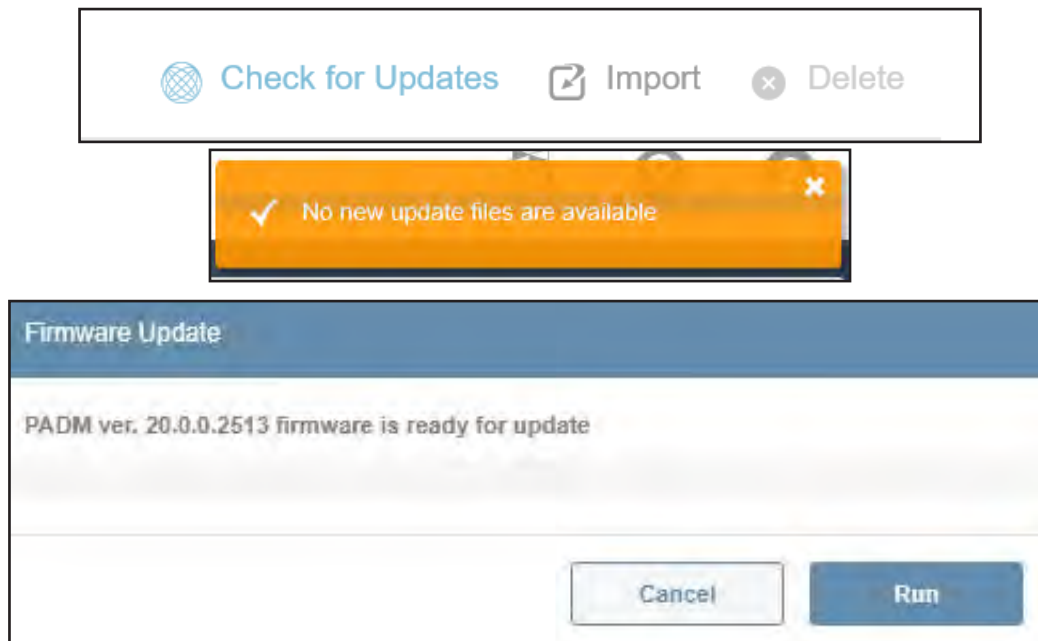 Check for Updates Import Delete
No new update files are available
Firmware Update
PADM ver. 20.0.0.2513 firmware is ready for update
Cancel Run